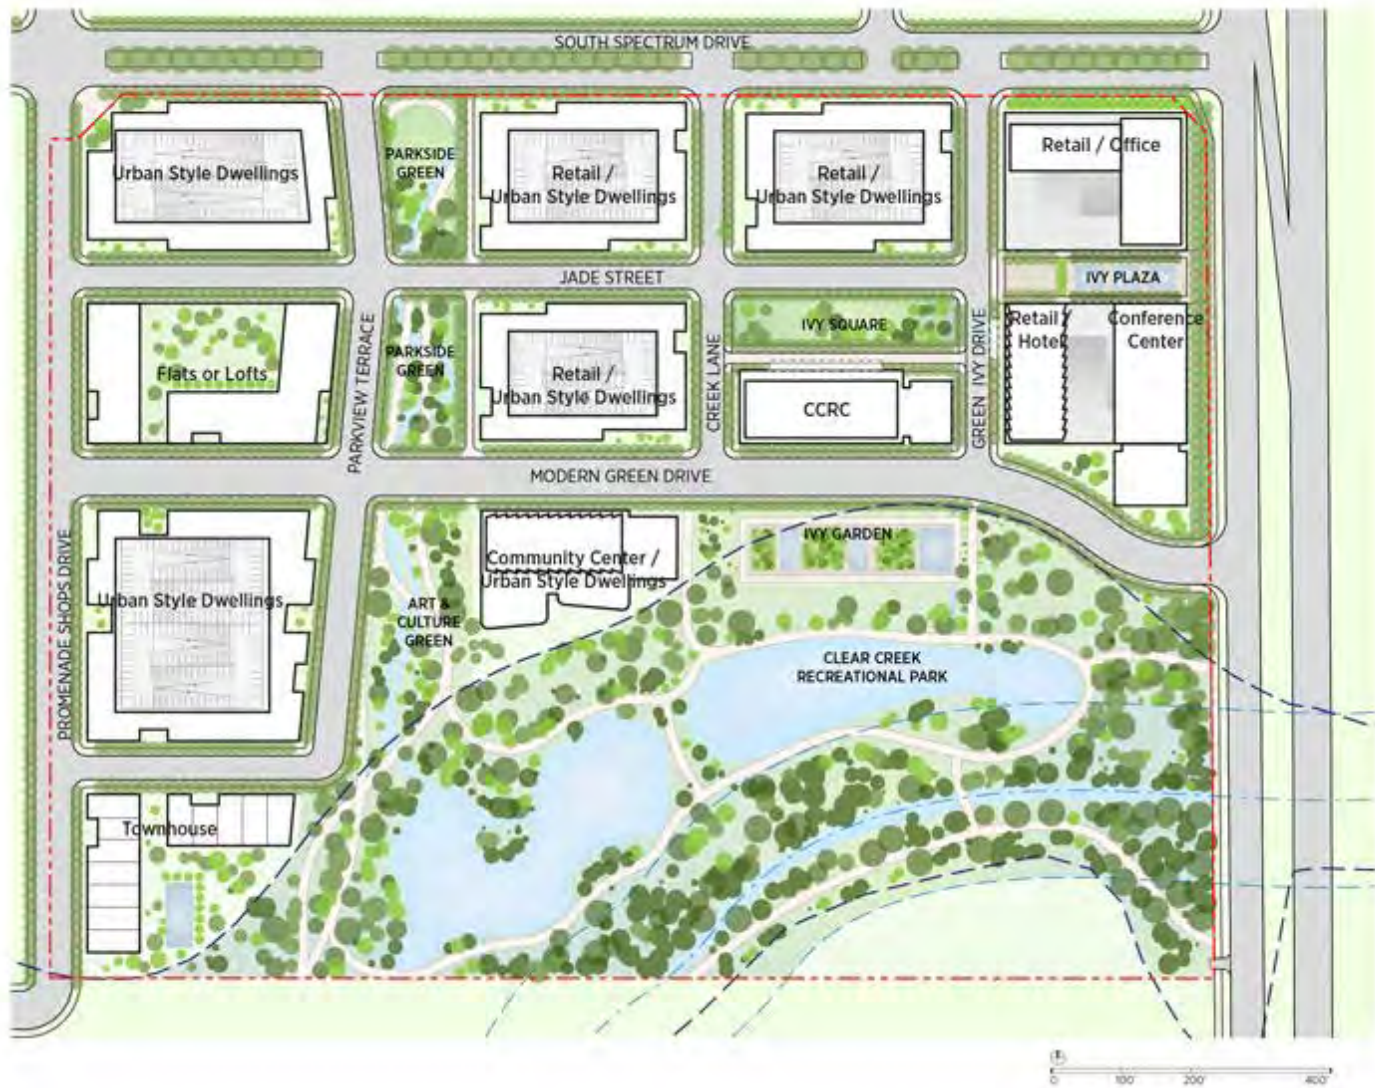 SOUTH SPECTRUM DRIVE
Urban Style Dwellings
PARKSIDE
GREEN
Retail /
Urban Style Dwellings
Retail /
Urban Style Dwellings
Retail / Office
JADE STREET
IVY PLAZA
Flats or Lofts
PARKVIEW TERRACE
PARKSIDE
GREEN
Retail /
Urban Style Dwellings
CREEK LANE
IVY SQUARE
CCRC
GREEN IVY DRIVE
Retail /
Hotel
Conference
Center
MODERN GREEN DRIVE
PROMENADE SHOPS DRIVE
Urban Style Dwellings
ART &
CULTURE
GREEN
Community Center /
Urban Style Dwellings
IVY GARDEN
CLEAR CREEK
RECREATIONAL PARK
Townhouse
0 100 200 400'